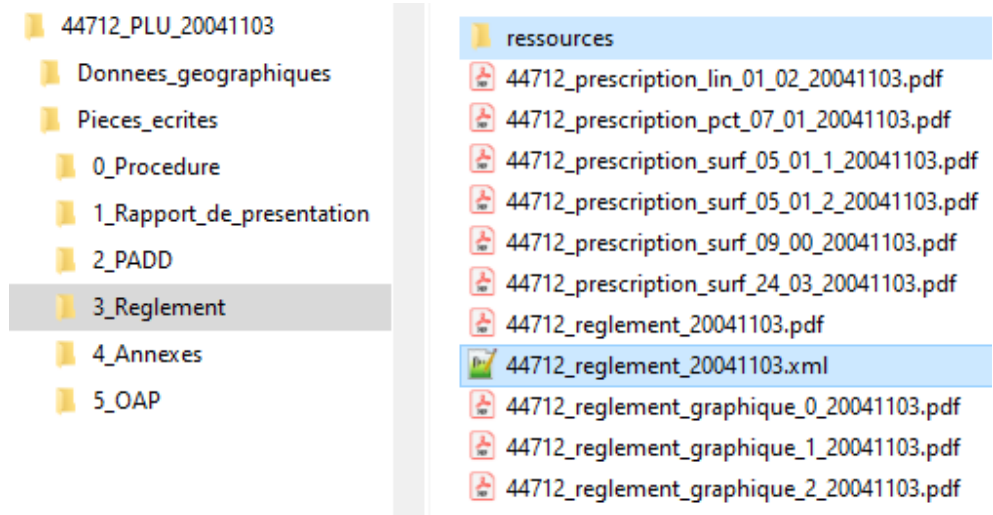 44712_PLU_20041103
Donnees_geographiques
Pieces_ecrites
0_Procedure
1_Rapport_de_presentation
2_PADD
3_Reglement
4_Annexes
5_OAP
ressources
44712_prescription_lin_01_02_20041103.pdf
44712_prescription_pct_07_01_20041103.pdf
44712_prescription_surf_05_01_1_20041103.pdf
44712_prescription_surf_05_01_2_20041103.pdf
44712_prescription_surf_09_00_20041103.pdf
44712_prescription_surf_24_03_20041103.pdf
44712_reglement_20041103.pdf
44712_reglement_20041103.xml
44712_reglement_graphique_0_20041103.pdf
44712_reglement_graphique_1_20041103.pdf
44712_reglement_graphique_2_20041103.pdf